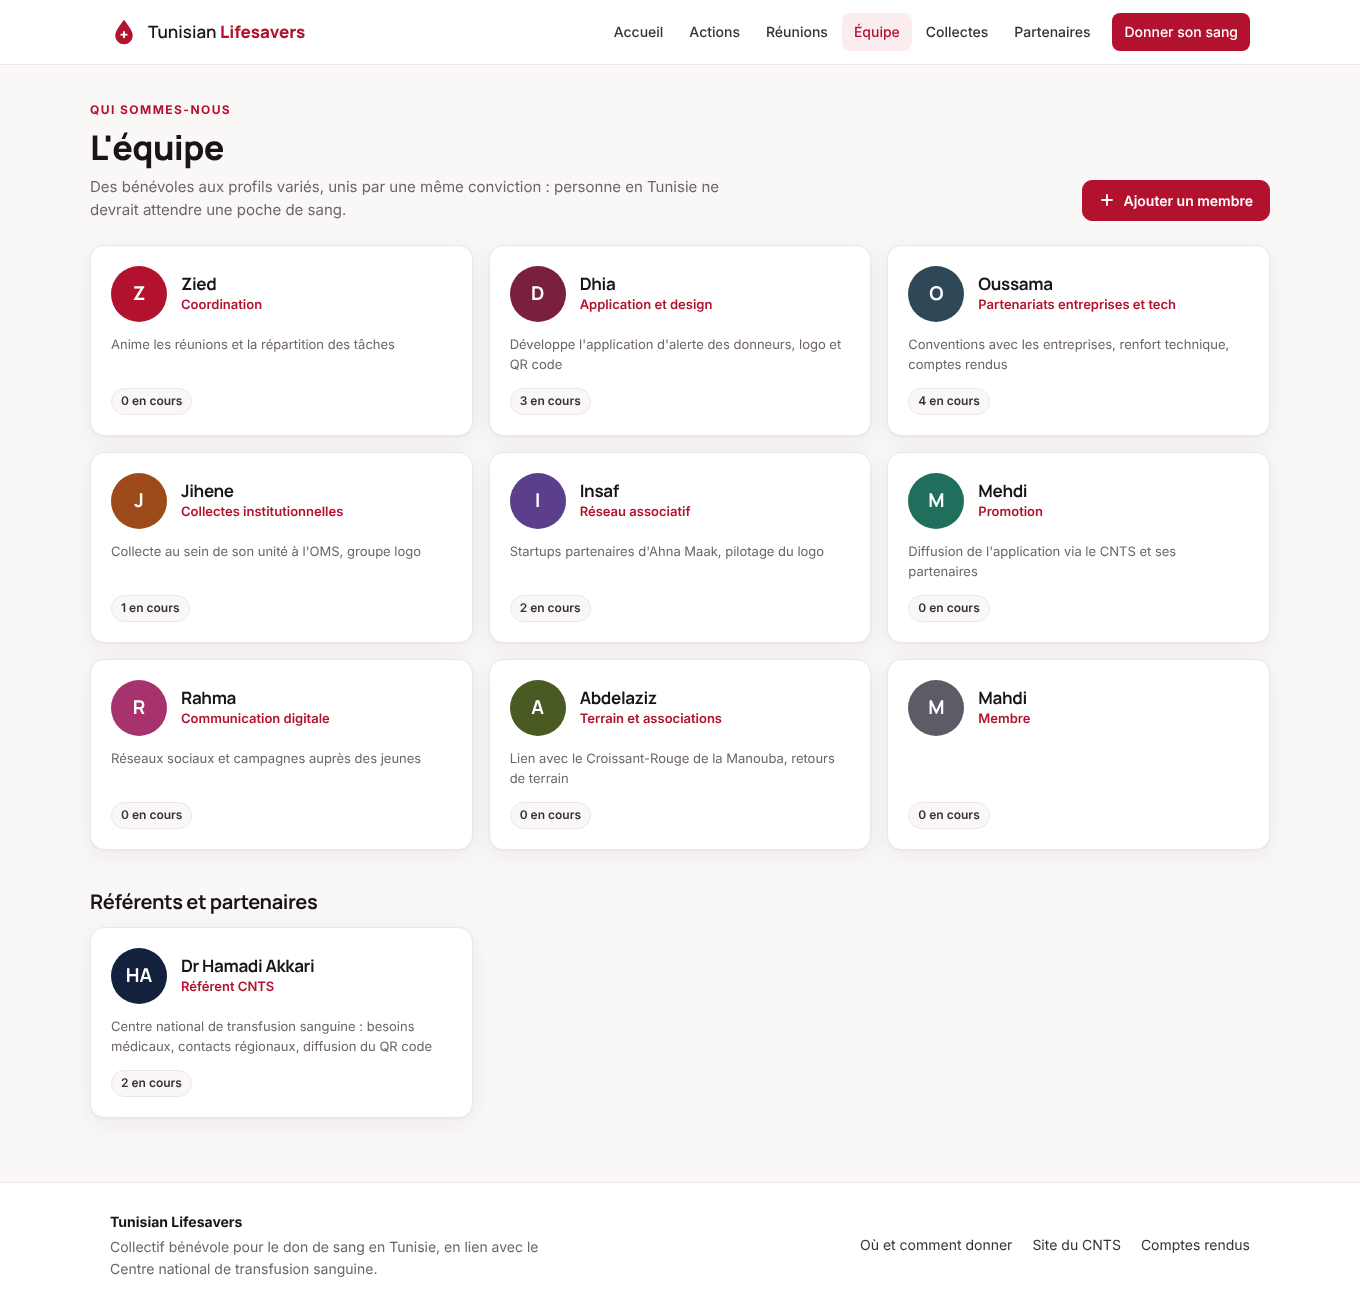 Tunisian Lifesavers
Accueil
Actions
Réunions
Équipe
Collectes
Partenaires
Donner son sang
QUI SOMMES-NOUS
L'équipe
Des bénévoles aux profils variés, unis par une même conviction : personne en Tunisie ne
devrait attendre une poche de sang.
+ Ajouter un membre
Z
Zied
Coordination
Anime les réunions et la répartition des tâches
0 en cours
D
Dhia
Application et design
Développe l'application d'alerte des donneurs, logo et
QR code
3 en cours
O
Oussama
Partenariats entreprises et tech
Conventions avec les entreprises, renfort technique,
comptes rendus
4 en cours
J
Jihene
Collectes institutionnelles
Collecte au sein de son unité à l'OMS, groupe logo
1 en cours
I
Insaf
Réseau associatif
Startups partenaires d'Ahna Maak, pilotage du logo
2 en cours
M
Mehdi
Promotion
Diffusion de l'application via le CNTS et ses
partenaires
0 en cours
R
Rahma
Communication digitale
Réseaux sociaux et campagnes auprès des jeunes
0 en cours
A
Abdelaziz
Terrain et associations
Lien avec le Croissant-Rouge de la Manouba, retours
de terrain
0 en cours
M
Mahdi
Membre
0 en cours
Référents et partenaires
HA
Dr Hamadi Akkari
Référent CNTS
Centre national de transfusion sanguine : besoins
médicaux, contacts régionaux, diffusion du QR code
2 en cours
Tunisian Lifesavers
Collectif bénévole pour le don de sang en Tunisie, en lien avec le
Centre national de transfusion sanguine.
Où et comment donner
Site du CNTS
Comptes rendus